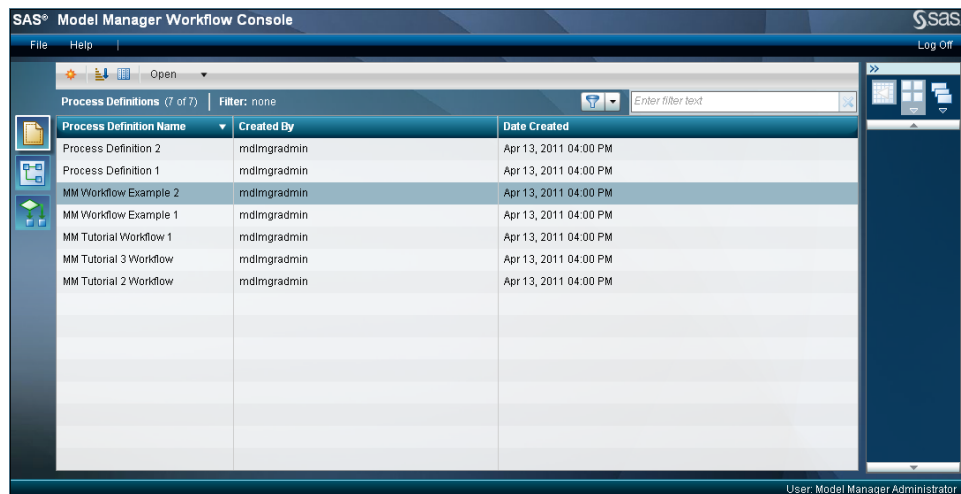 SAS® Model Manager Workflow Console
sas
File Help Log Off
Open
Process Definitions (7 of 7) Filter: none Enter filter text
Process Definition Name Created By Date Created
Process Definition 2 mdlmgradmin Apr 13, 2011 04:00 PM
Process Definition 1 mdlmgradmin Apr 13, 2011 04:00 PM
MM Workflow Example 2 mdlmgradmin Apr 13, 2011 04:00 PM
MM Workflow Example 1 mdlmgradmin Apr 13, 2011 04:00 PM
MM Tutorial Workflow 1 mdlmgradmin Apr 13, 2011 04:00 PM
MM Tutorial 3 Workflow mdlmgradmin Apr 13, 2011 04:00 PM
MM Tutorial 2 Workflow mdlmgradmin Apr 13, 2011 04:00 PM
User: Model Manager Administrator